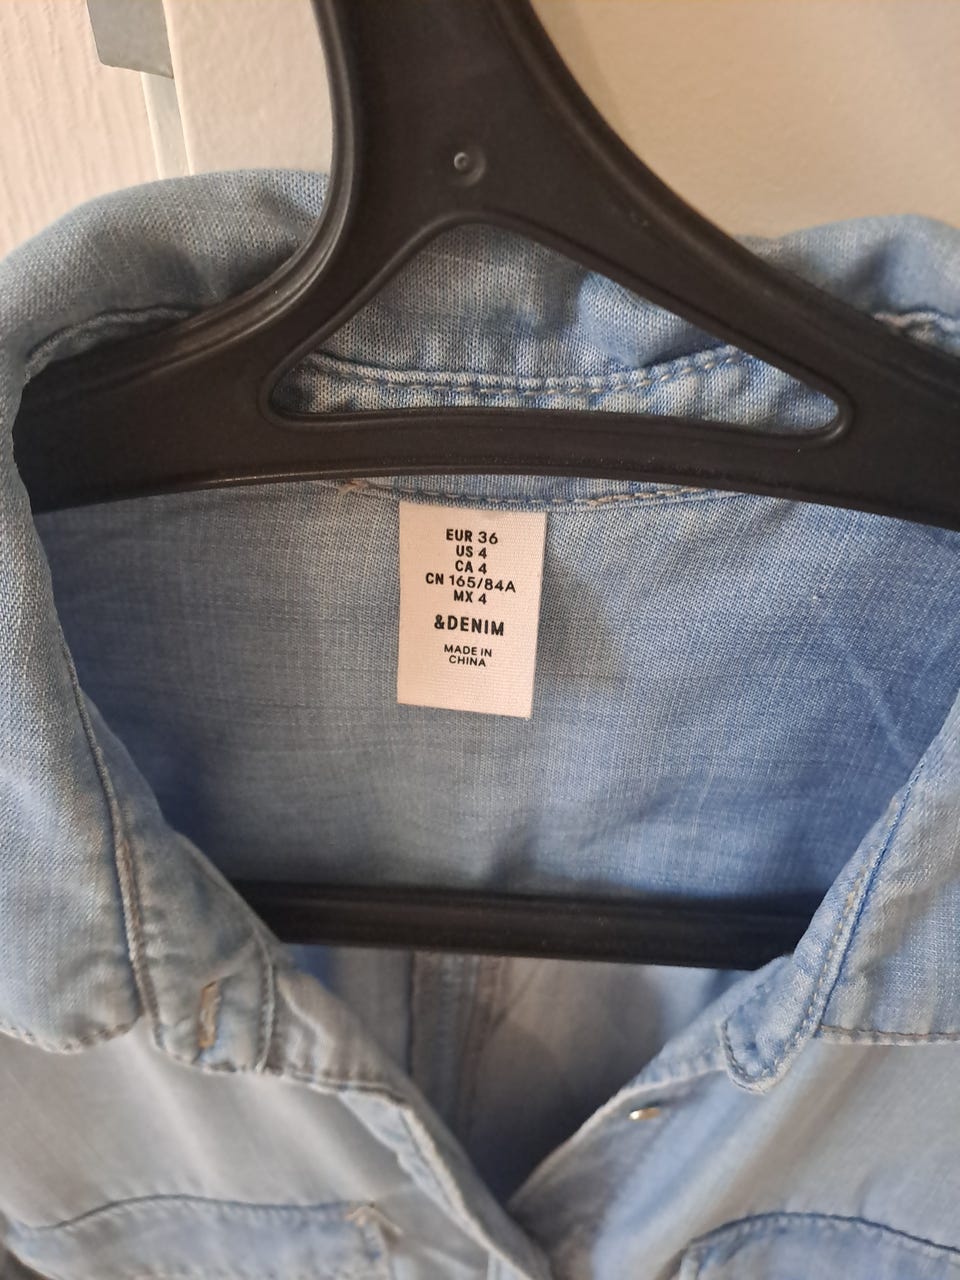 EUR 36
US 4
CA 4
CN 165/84A
MX 4
&DENIM
MADE IN
CHINA